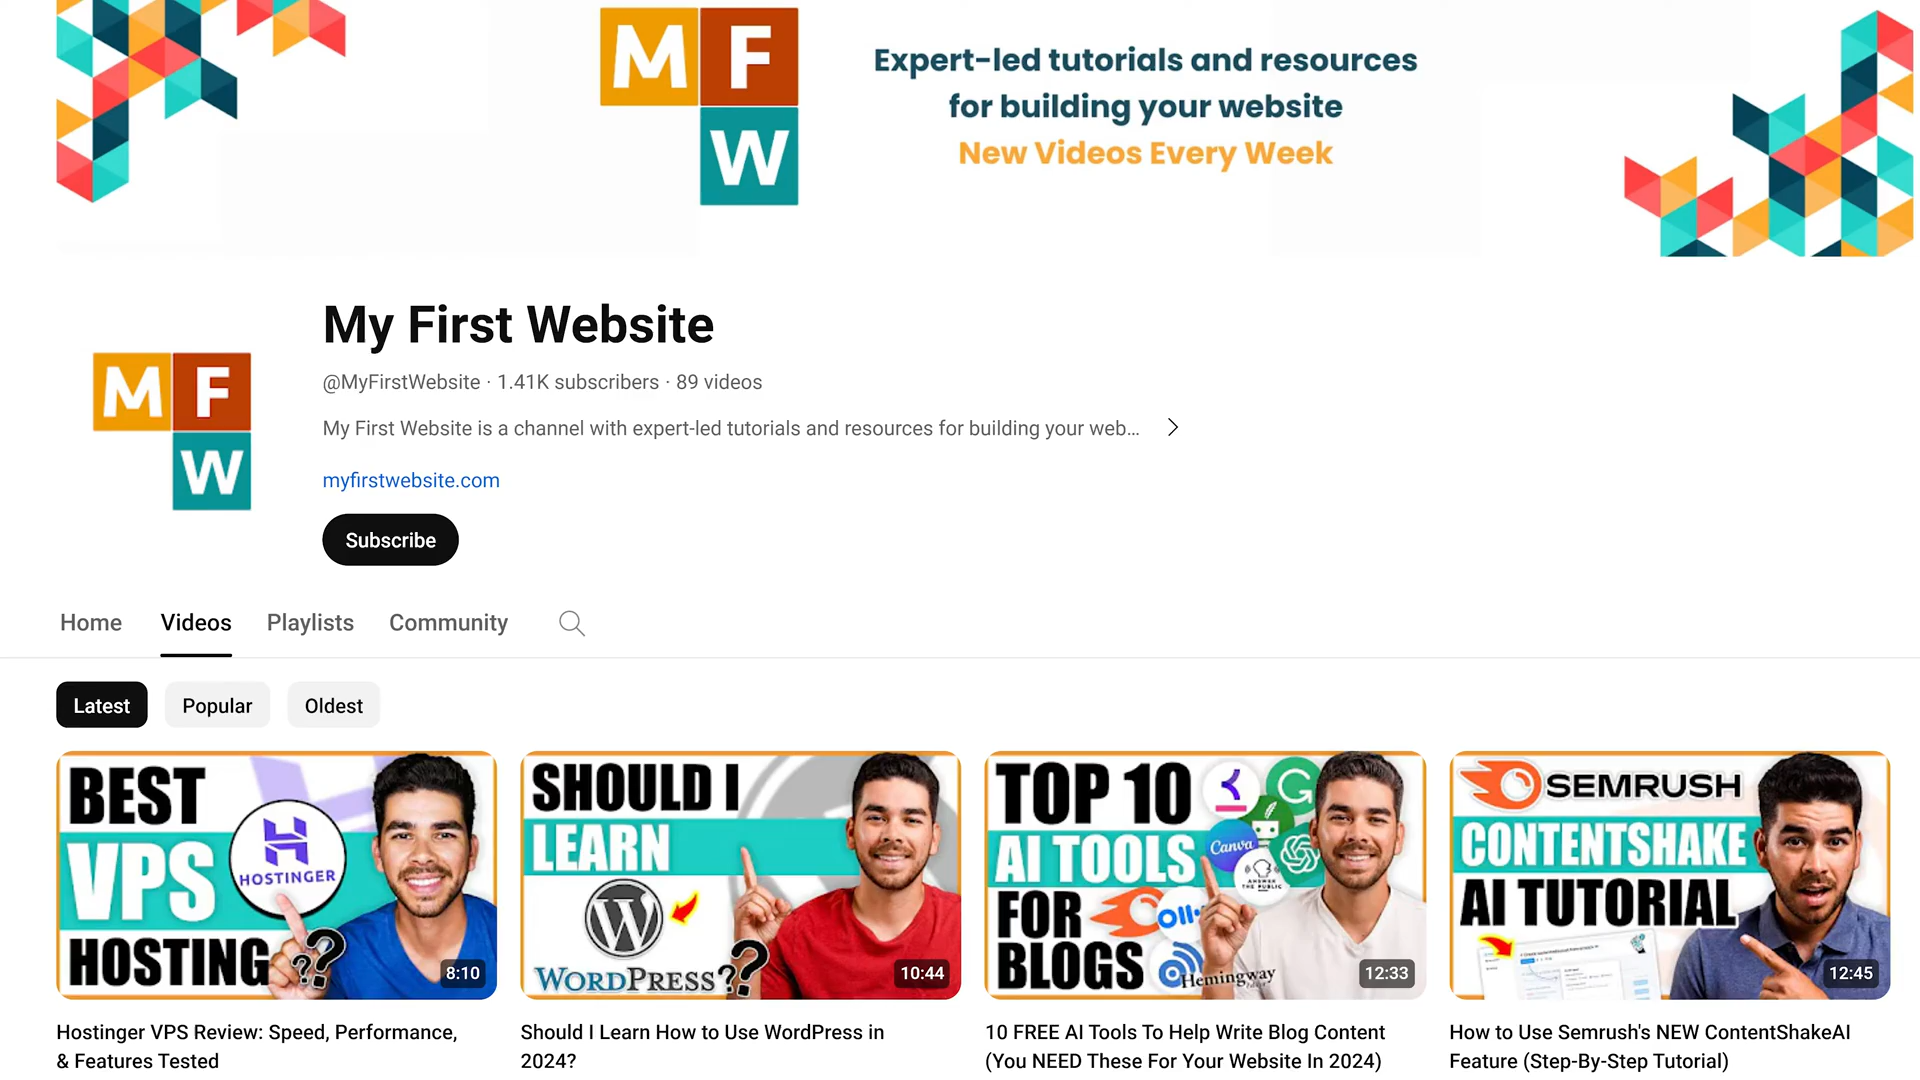 M F
W
Expert-led tutorials and resources
for building your website
New Videos Every Week
M F
W
My First Website
@MyFirstWebsite · 1.41K subscribers · 89 videos
My First Website is a channel with expert-led tutorials and resources for building your web...
myfirstwebsite.com
Subscribe
Home Videos Playlists Community
Latest Popular Oldest
BEST
VPS
HOSTING
HOSTINGER
??
8:10
Hostinger VPS Review: Speed, Performance,
& Features Tested
SHOULD I
LEARN
WORDPRESS??
10:44
Should I Learn How to Use WordPress in
2024?
TOP 10
AI TOOLS
FOR
BLOGS
Canva
ANSWER
THE PUBLIC
olli.
Hemingway
12:33
10 FREE AI Tools To Help Write Blog Content
(You NEED These For Your Website In 2024)
SEMRUSH
CONTENTSHAKE
AI TUTORIAL
12:45
How to Use Semrush's NEW ContentShakeAI
Feature (Step-By-Step Tutorial)